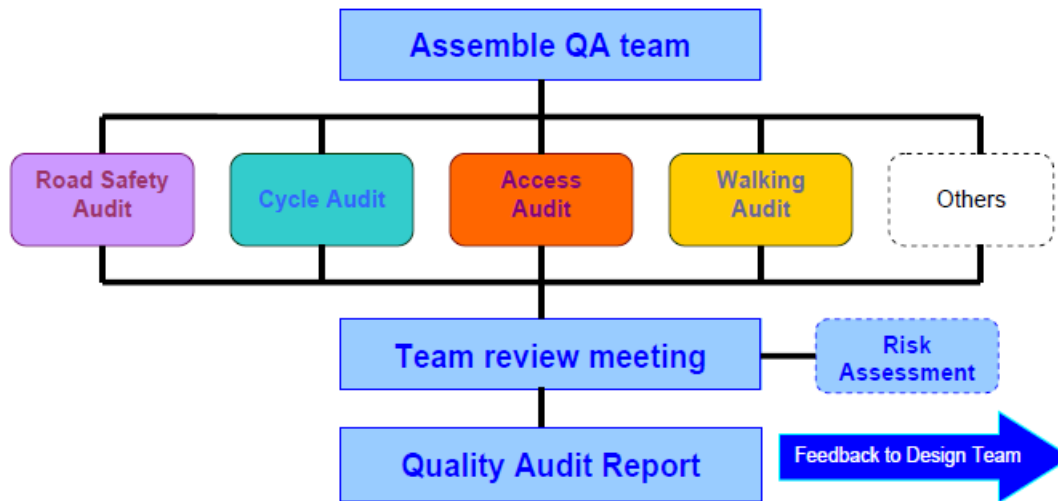 Assemble QA team
Road Safety
Audit
Cycle Audit
Access
Audit
Walking
Audit
Others
Team review meeting
Risk
Assessment
Quality Audit Report
Feedback to Design Team